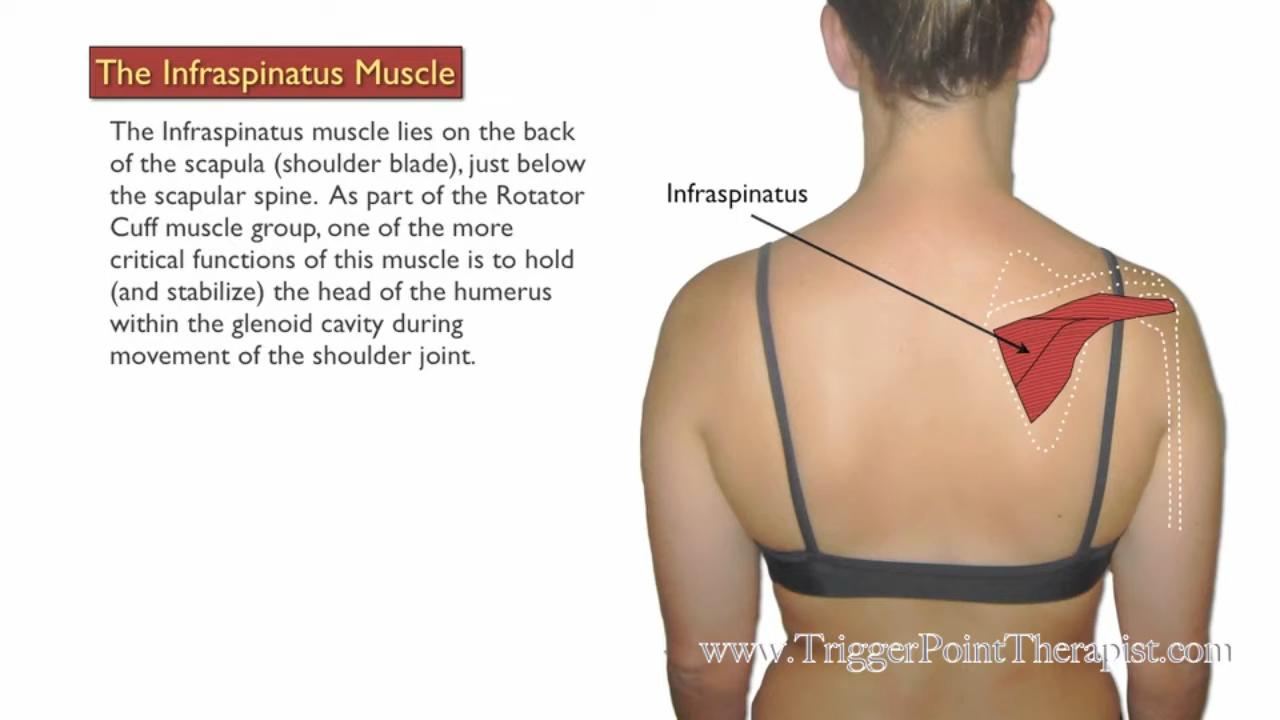 The Infraspinatus Muscle
The Infraspinatus muscle lies on the back
of the scapula (shoulder blade), just below
the scapular spine. As part of the Rotator
Cuff muscle group, one of the more
critical functions of this muscle is to hold
(and stabilize) the head of the humerus
within the glenoid cavity during
movement of the shoulder joint.
Infraspinatus
www.TriggerPointTherapist.com